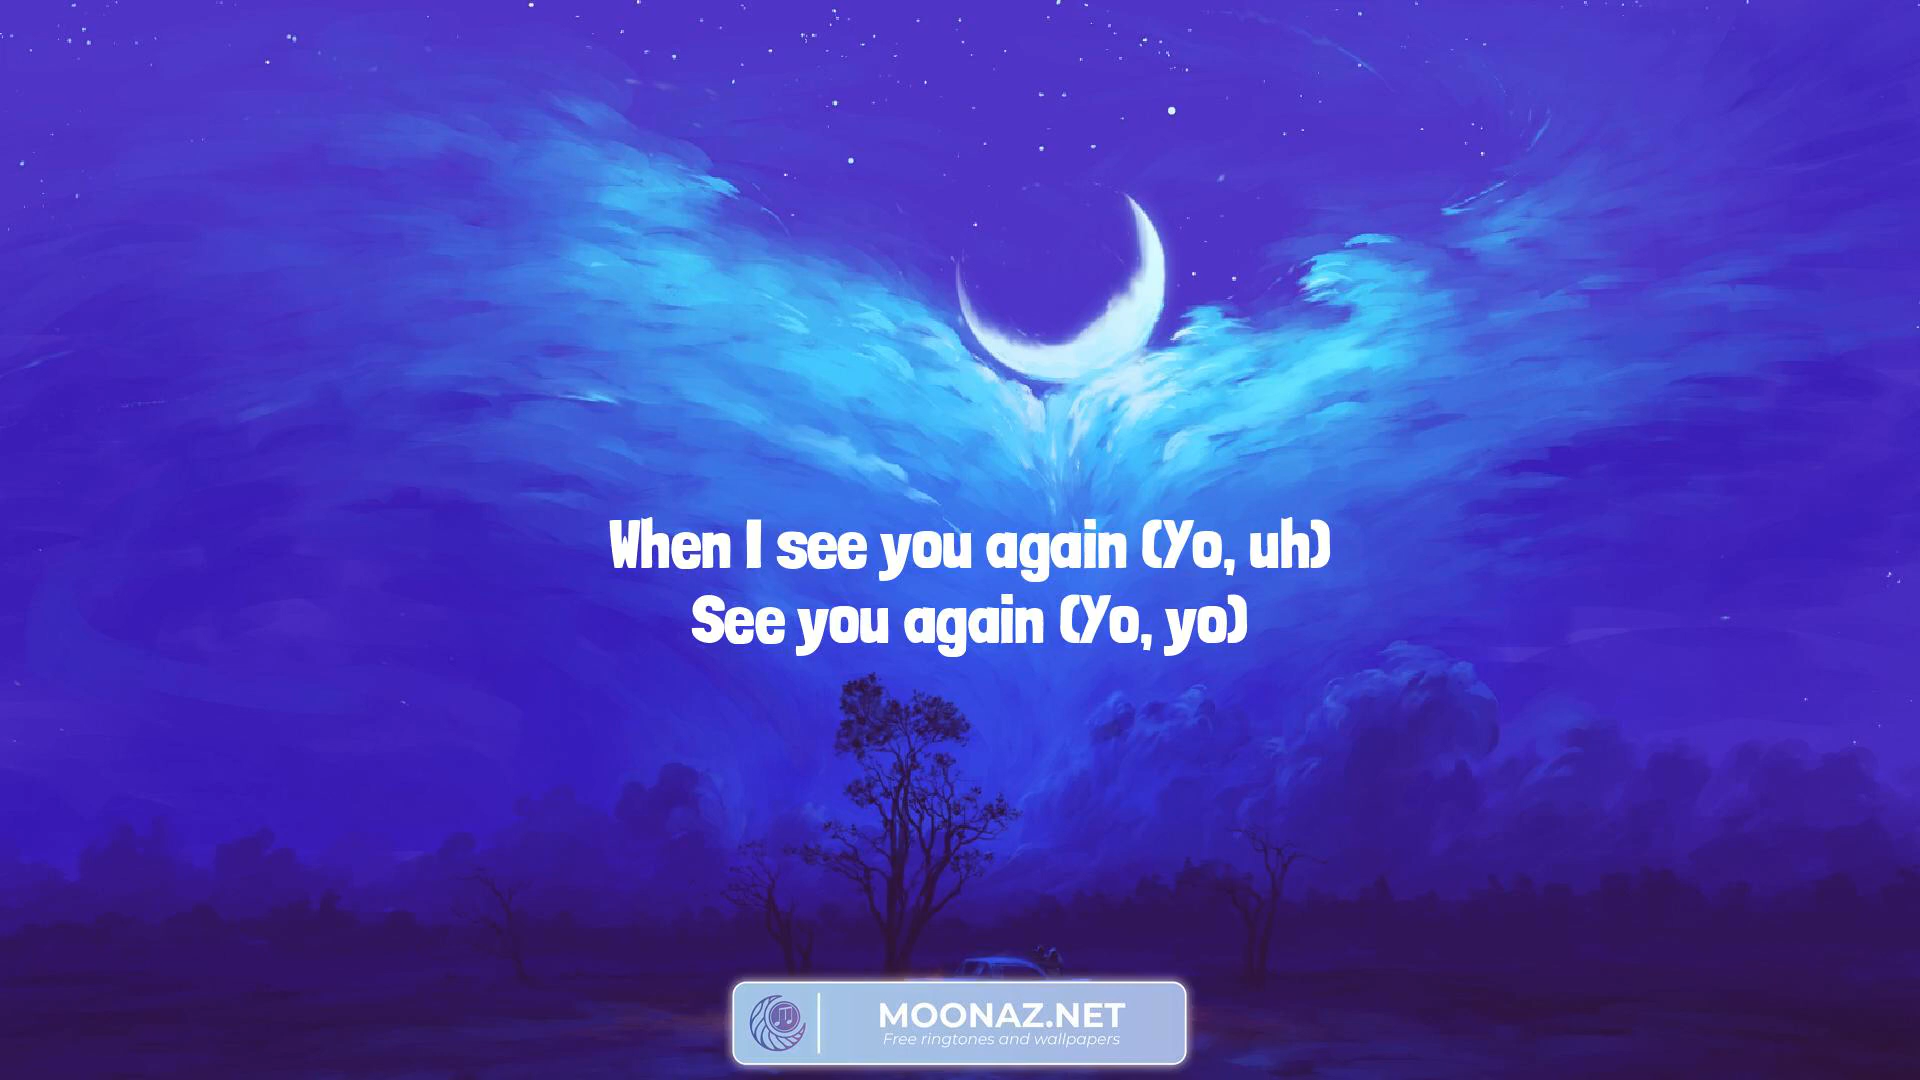 When I see you again (Yo, uh)
See you again (Yo, yo)
MOONAZ.NET
Free ringtones and wallpapers